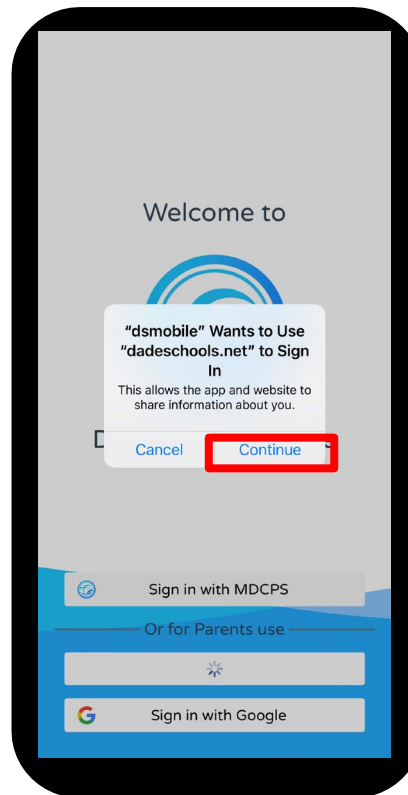 Welcome to
“dsmobile” Wants to Use
“dadeschools.net” to Sign
In
This allows the app and website to
share information about you.
Cancel Continue
Sign in with MDCPS
Or for Parents use
Sign in with Google